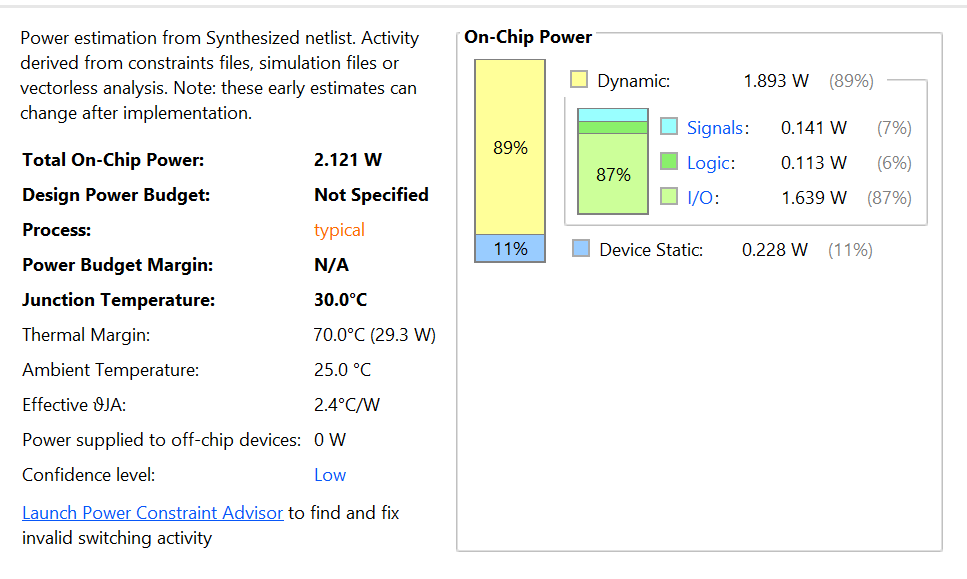 Power estimation from Synthesized netlist. Activity
derived from constraints files, simulation files or
vectorless analysis. Note: these early estimates can
change after implementation.
Total On-Chip Power: 2.121 W
Design Power Budget: Not Specified
Process: typical
Power Budget Margin: N/A
Junction Temperature: 30.0°C
Thermal Margin: 70.0°C (29.3 W)
Ambient Temperature: 25.0 °C
Effective ϑJA: 2.4°C/W
Power supplied to off-chip devices: 0 W
Confidence level: Low
Launch Power Constraint Advisor to find and fix
invalid switching activity
On-Chip Power
89%
11%
Dynamic: 1.893 W (89%)
87%
Signals: 0.141 W (7%)
Logic: 0.113 W (6%)
I/O: 1.639 W (87%)
Device Static: 0.228 W (11%)